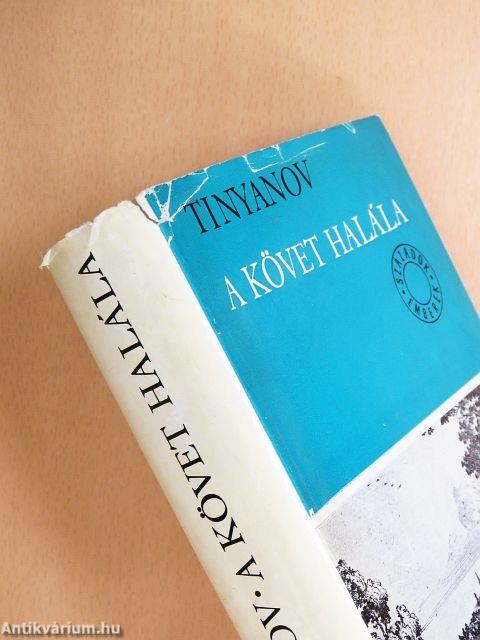 TINYANOV
A KÖVET HALÁLA
SZÁZADOK · EMBEREK ·
OV · A KÖVET HALÁLA
Antikvárium.hu